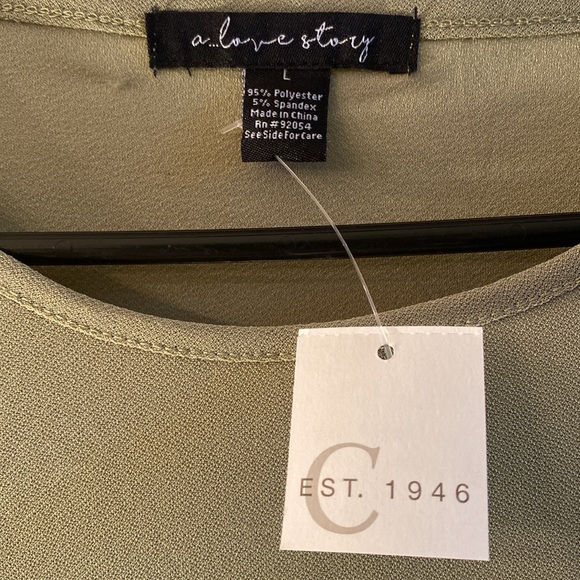 a...love story
L
95% Polyester
5% Spandex
Made in China
Rn#92054
See Side For Care
C
EST. 1946